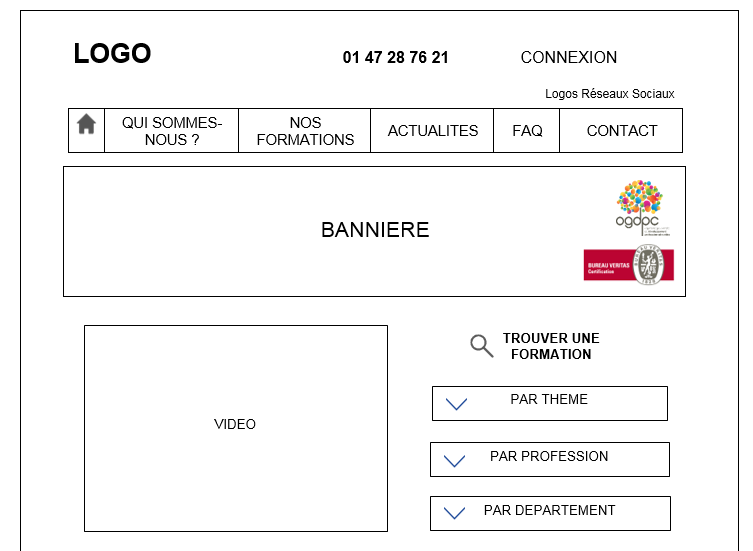 LOGO
01 47 28 76 21
CONNEXION
Logos Réseaux Sociaux
QUI SOMMES-
NOUS ?
NOS
FORMATIONS
ACTUALITES
FAQ
CONTACT
BANNIERE
ogdpc
BUREAU VERITAS
Certification
VIDEO
TROUVER UNE
FORMATION
PAR THEME
PAR PROFESSION
PAR DEPARTEMENT